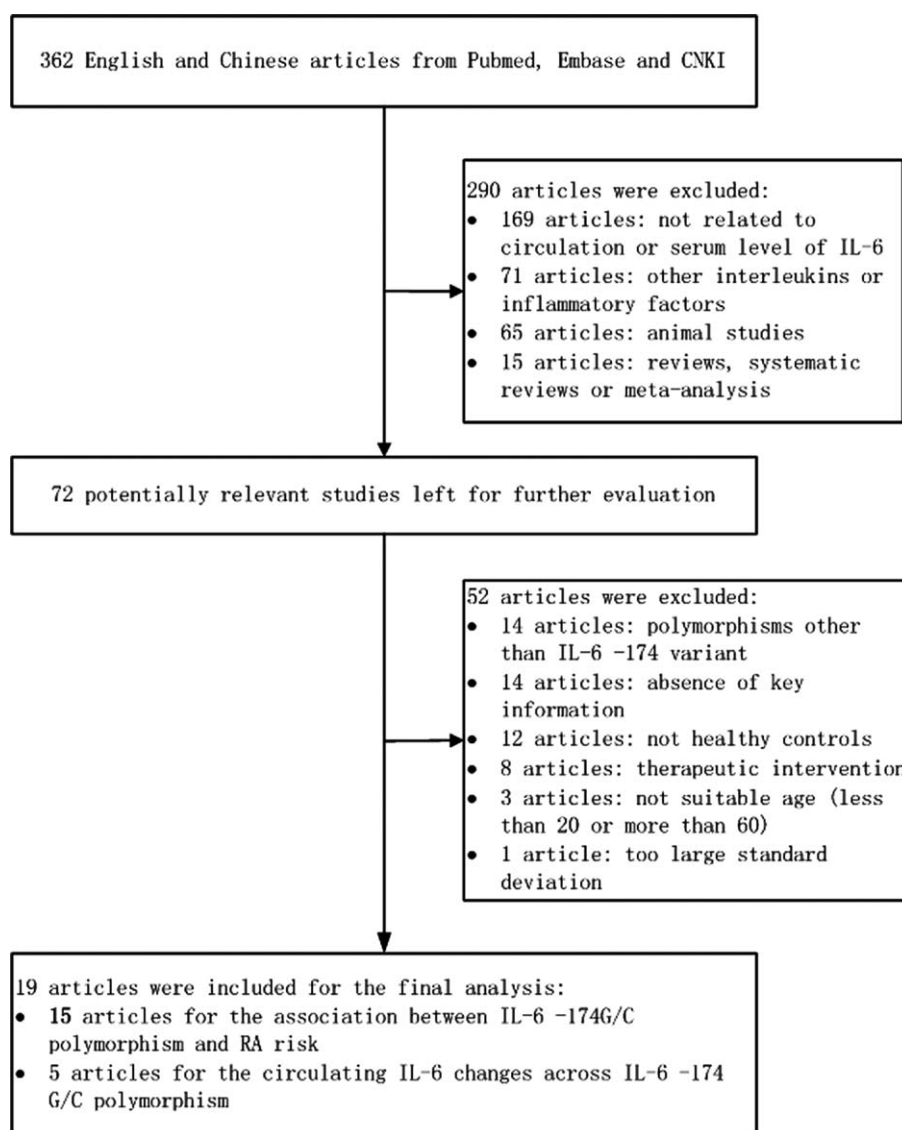 362 English and Chinese articles from Pubmed, Embase and CNKI
290 articles were excluded:
• 169 articles: not related to
circulation or serum level of IL-6
• 71 articles: other interleukins or
inflammatory factors
• 65 articles: animal studies
• 15 articles: reviews, systematic
reviews or meta-analysis
72 potentially relevant studies left for further evaluation
52 articles were excluded:
• 14 articles: polymorphisms other
than IL-6 -174 variant
• 14 articles: absence of key
information
• 12 articles: not healthy controls
• 8 articles: therapeutic intervention
• 3 articles: not suitable age (less
than 20 or more than 60)
• 1 article: too large standard
deviation
19 articles were included for the final analysis:
• 15 articles for the association between IL-6 -174G/C
polymorphism and RA risk
• 5 articles for the circulating IL-6 changes across IL-6 -174
G/C polymorphism